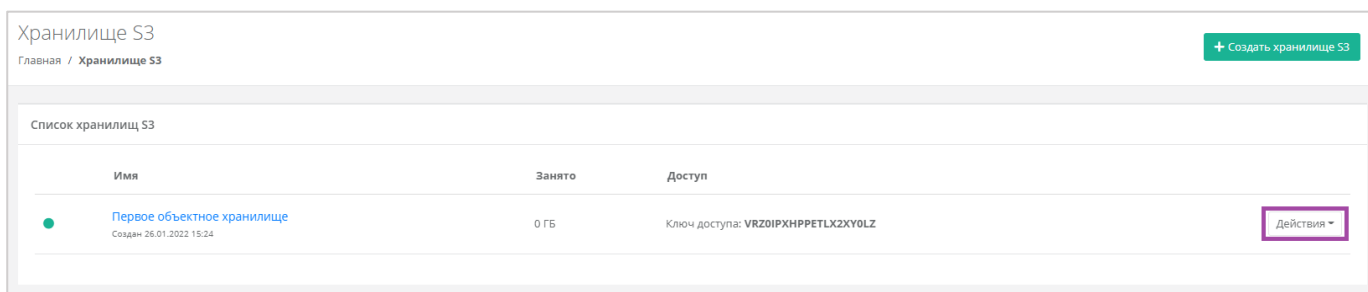 Хранилище S3
Главная / Хранилище S3
+ Создать хранилище S3
Список хранилищ S3
Имя Занято Доступ
Первое объектное хранилище 0 ГБ Ключ доступа: VRZ0IPXHPPETLX2XY0LZ Действия
Создан 26.01.2022 15:24